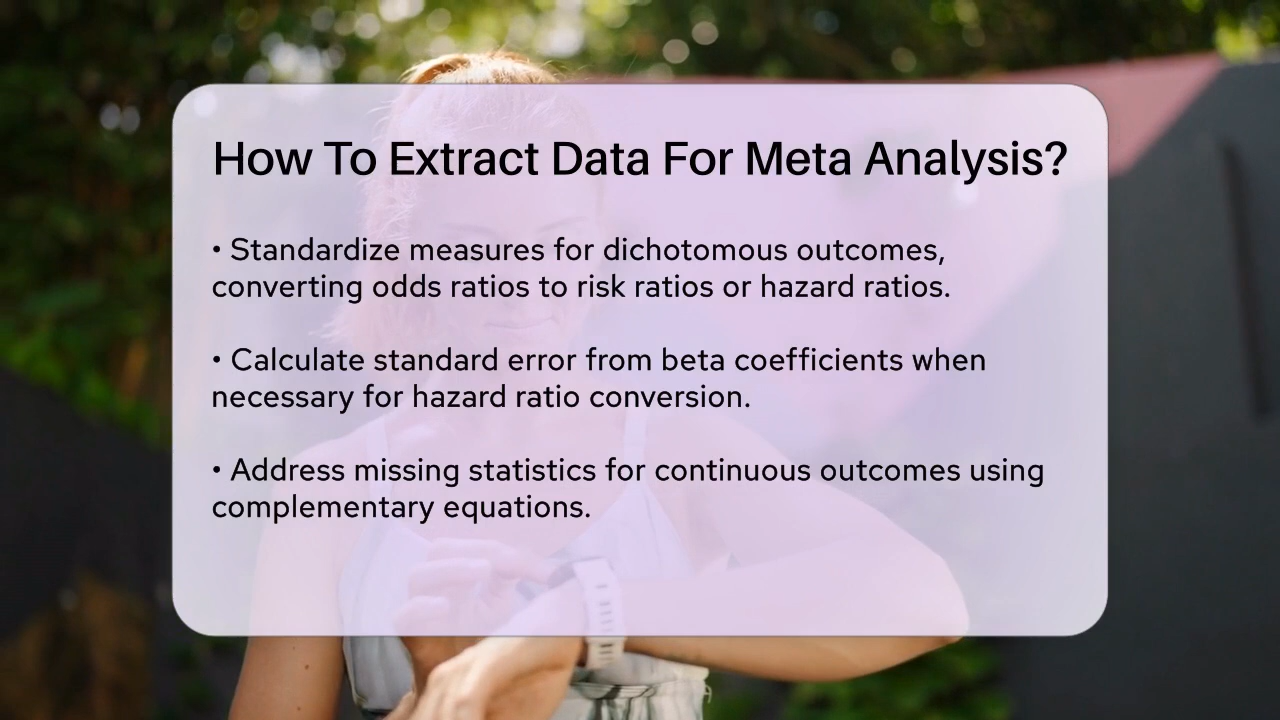 How To Extract Data For Meta Analysis?
• Standardize measures for dichotomous outcomes,
converting odds ratios to risk ratios or hazard ratios.
• Calculate standard error from beta coefficients when
necessary for hazard ratio conversion.
• Address missing statistics for continuous outcomes using
complementary equations.